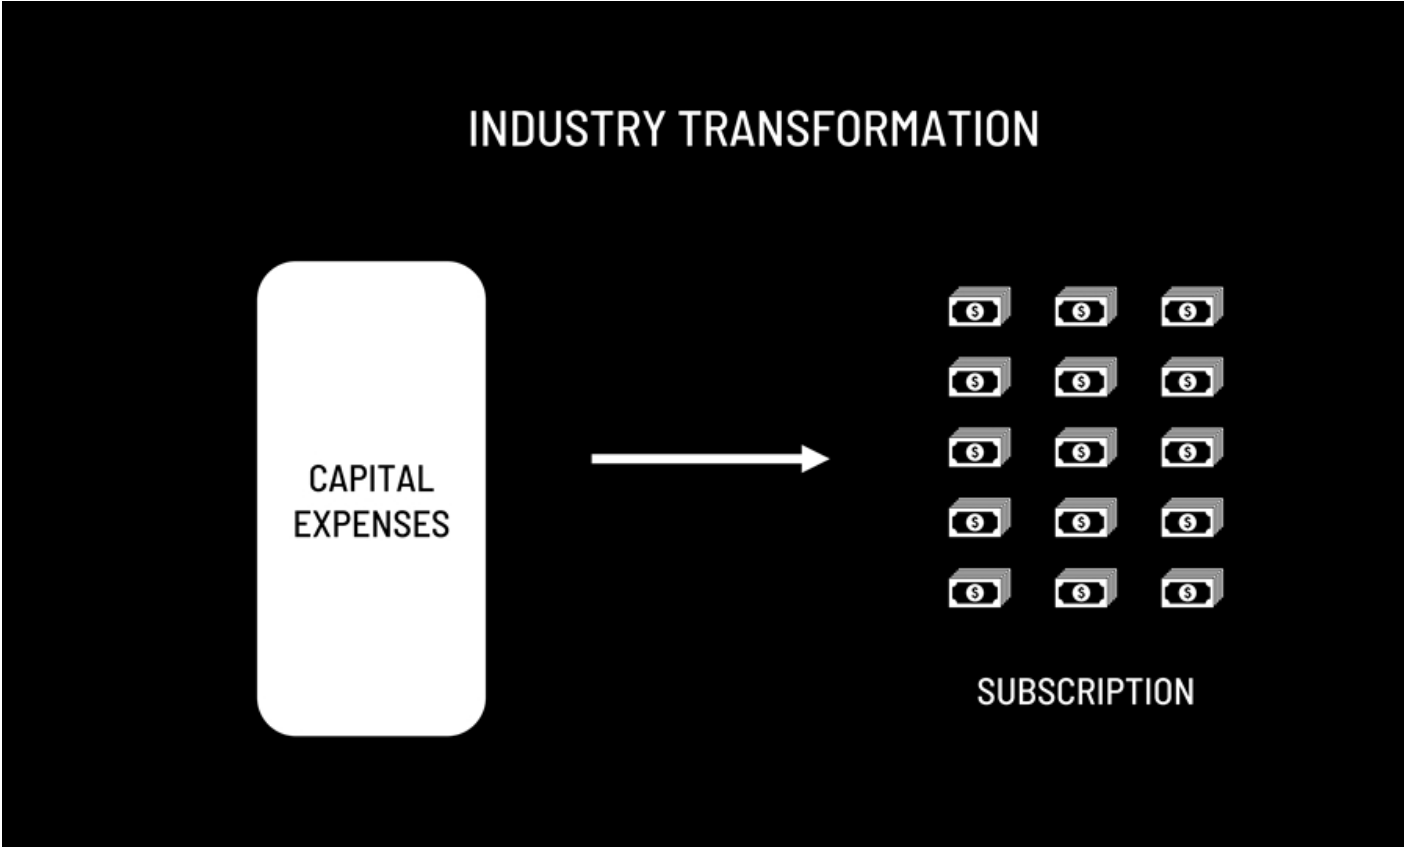 INDUSTRY TRANSFORMATION
CAPITAL
EXPENSES
$ $ $
$ $ $
$ $ $
$ $ $
$ $ $
SUBSCRIPTION